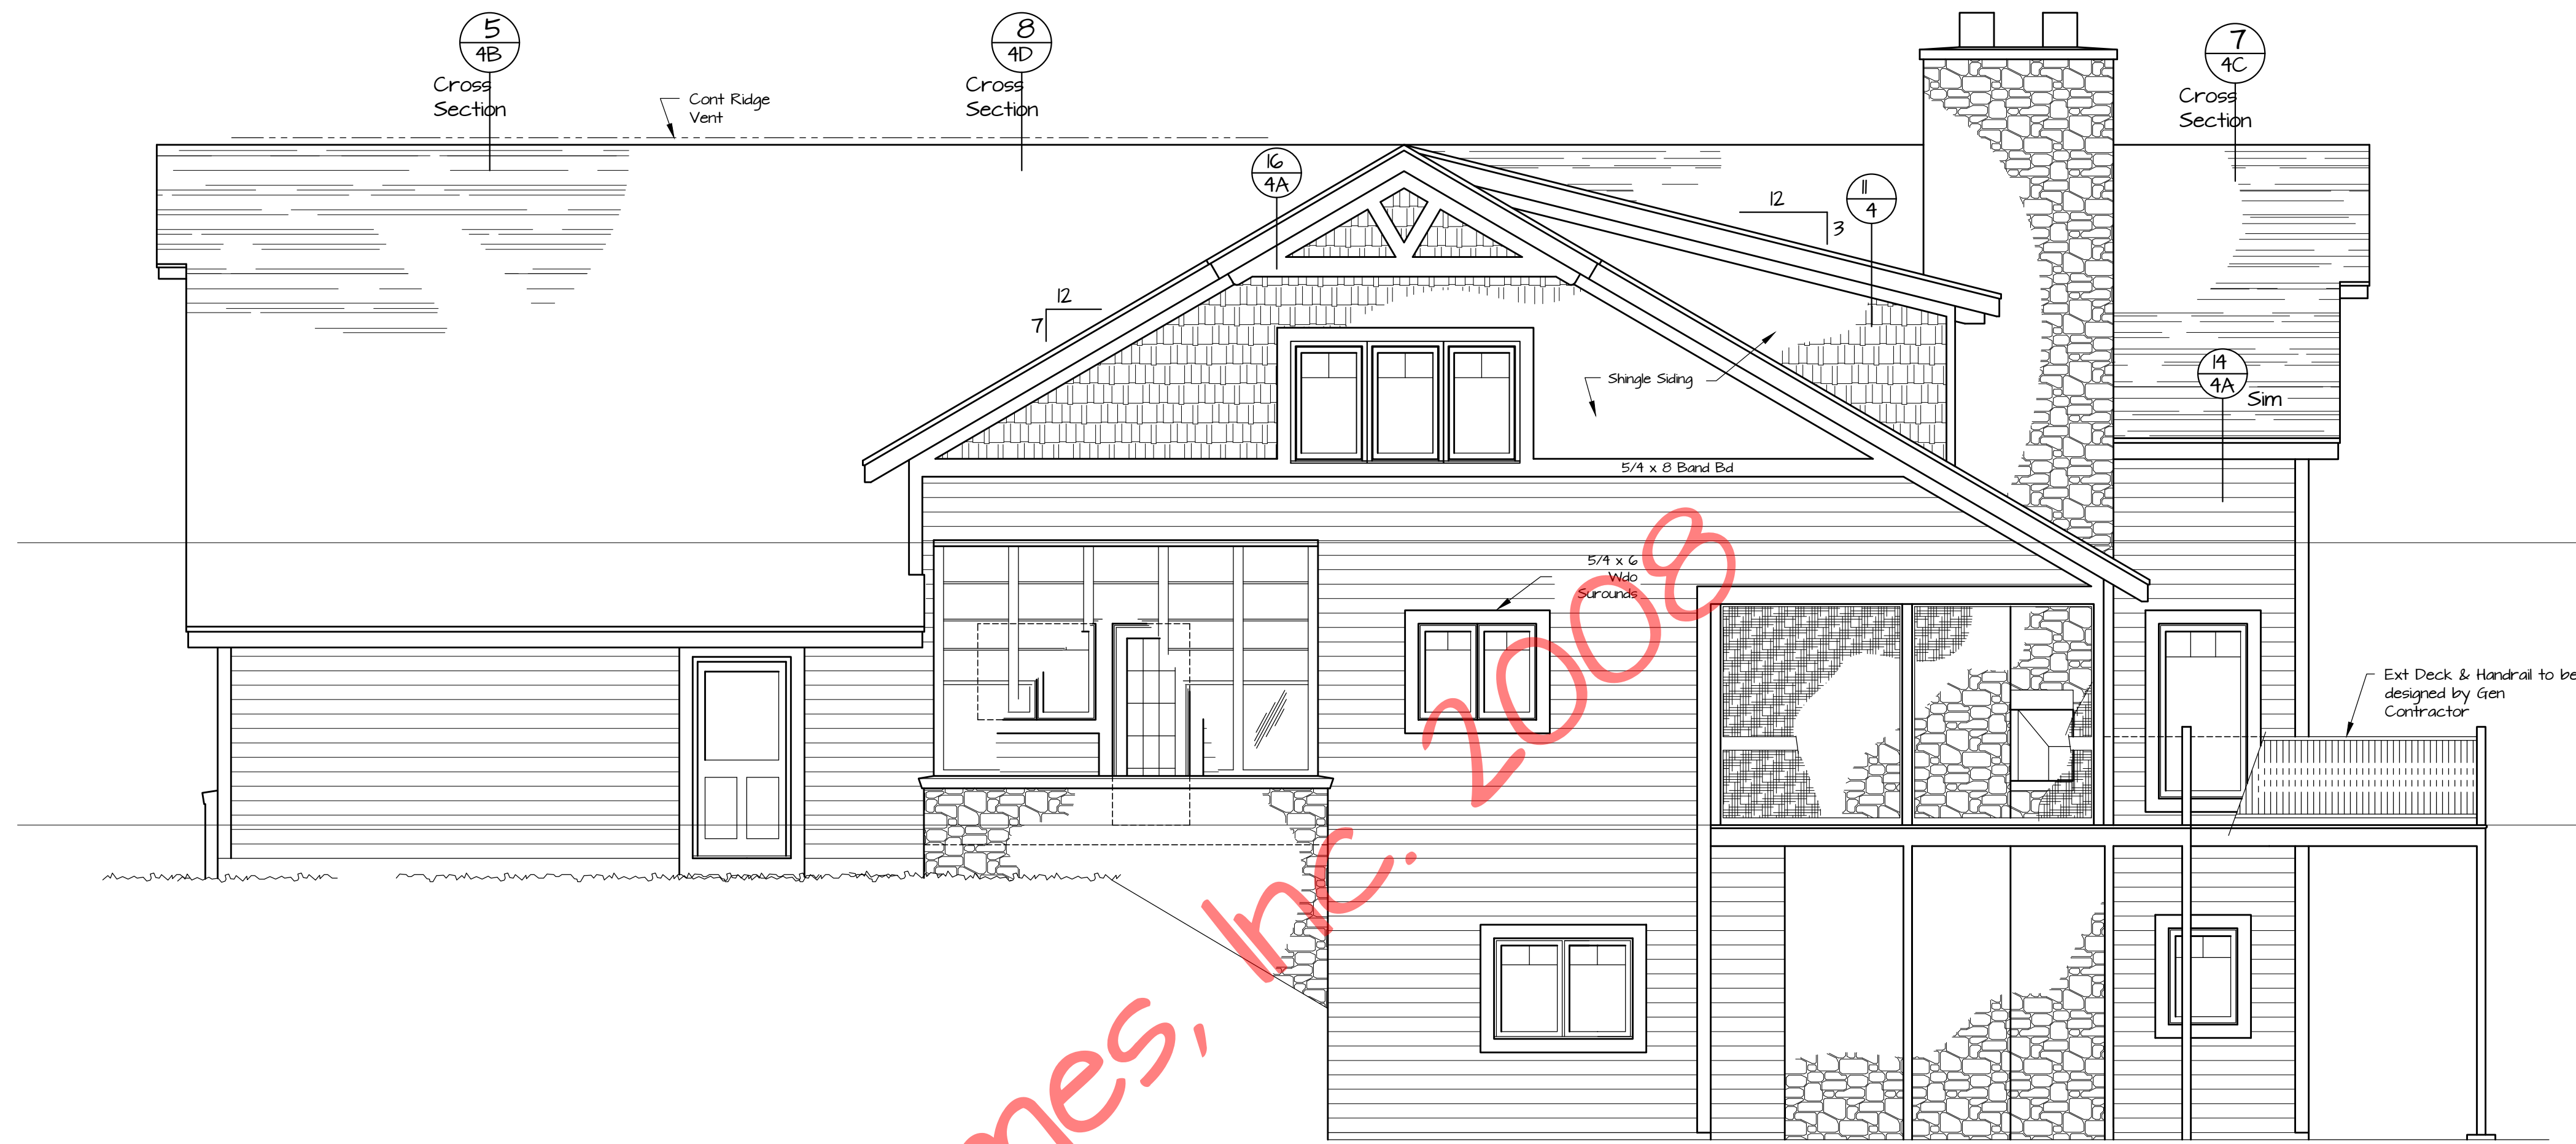 5
4B
Cross
Section
8
4D
Cross
Section
7
4C
Cross
Section
Cont Ridge
Vent
16
4A
11
4
12
3
12
7
14
4A
Sim
Shingle Siding
5/4 x 8 Band Bd
5/4 x 6
Wdo
Surounds
Ext Deck & Handrail to be
designed by Gen
Contractor
mes, Inc. 2008